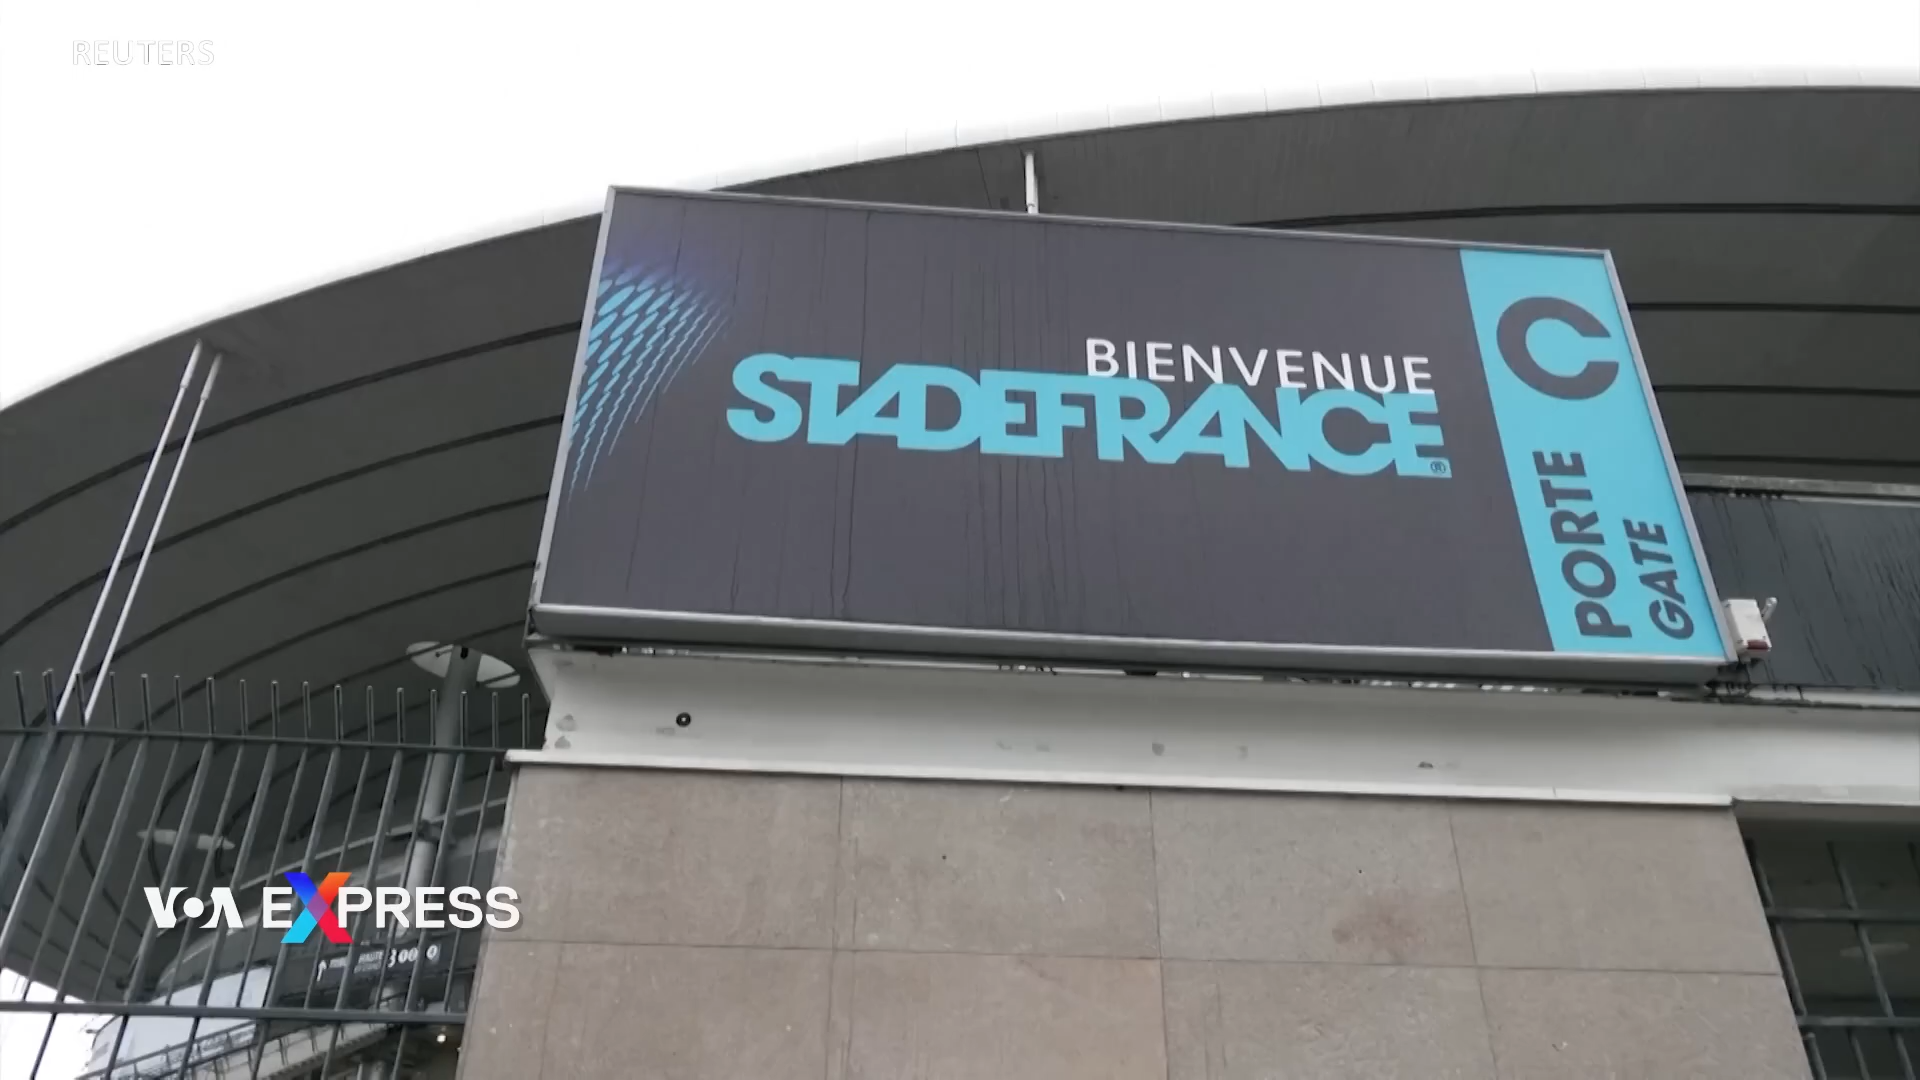 REUTERS
BIENVENUE
STADEFRANCE®
C
PORTE
GATE
VOA EXPRESS